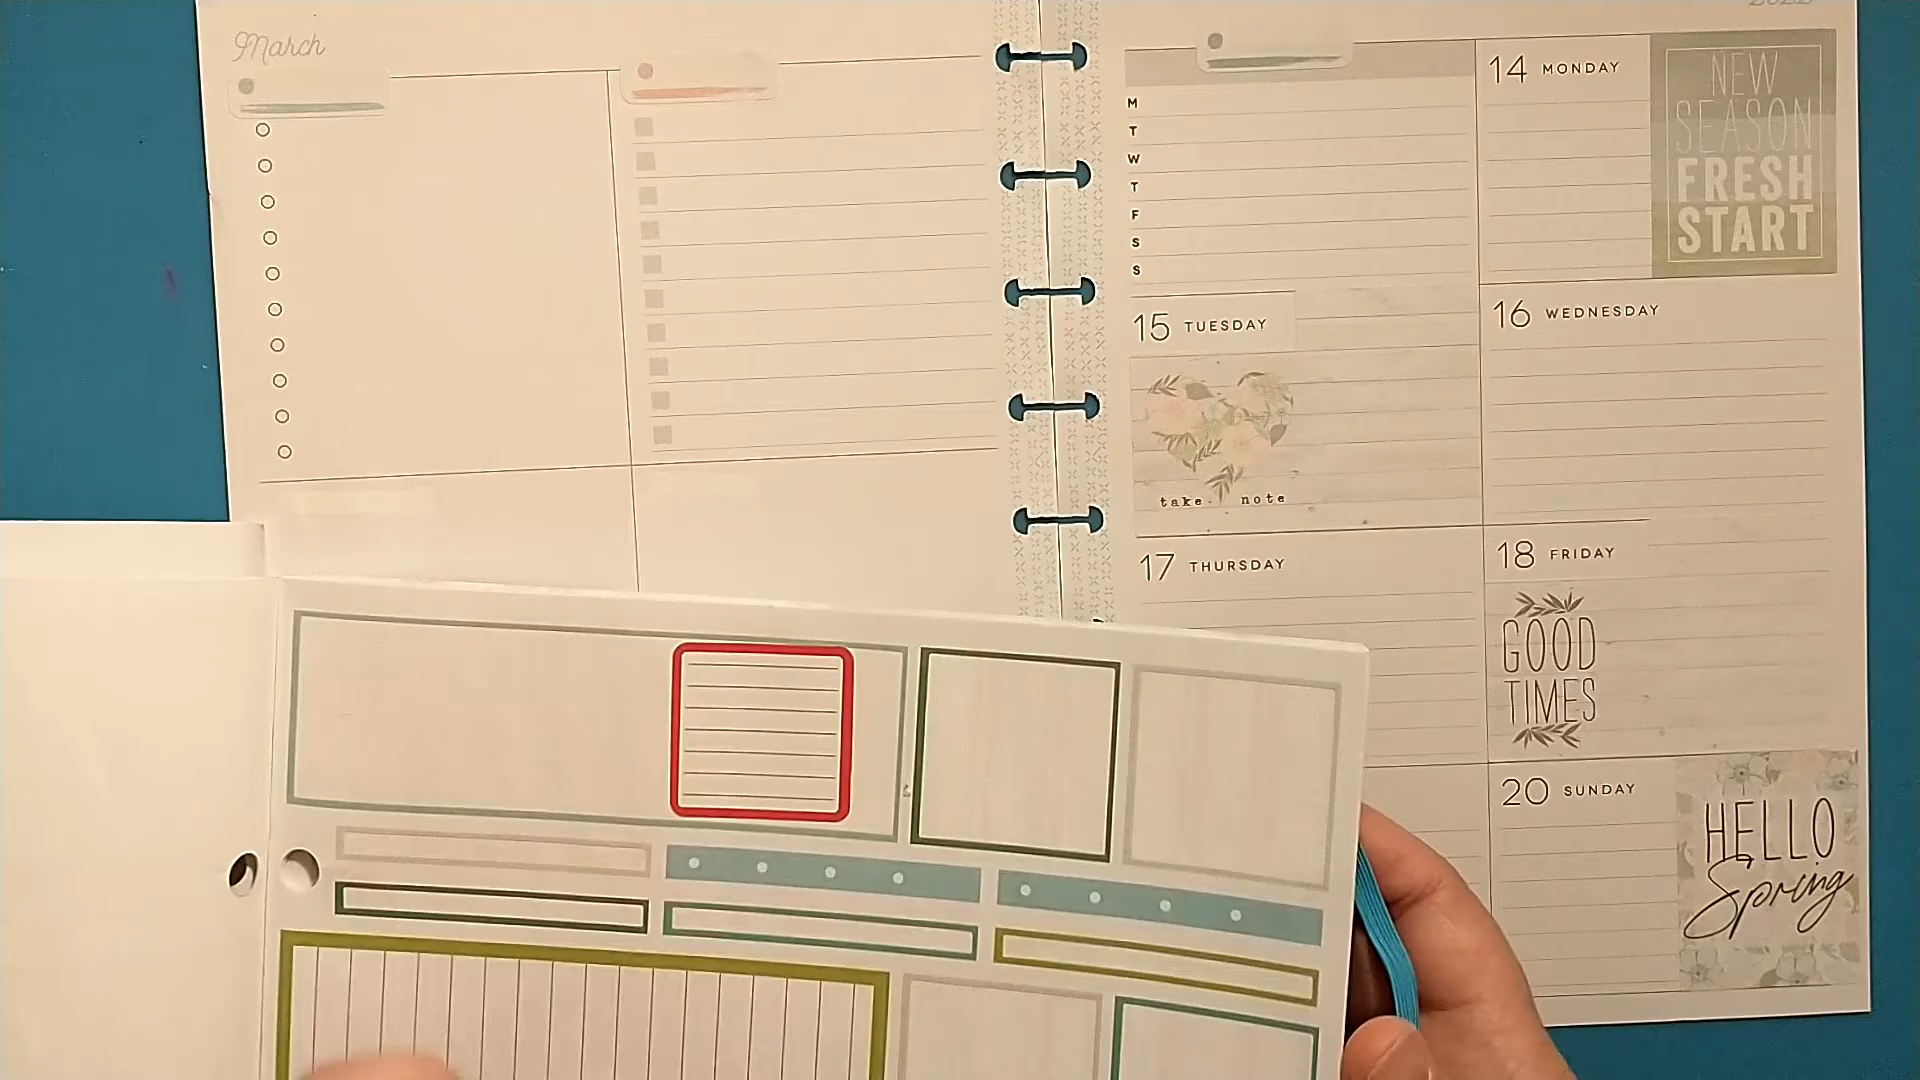 March
2022
M
T
W
T
F
S
S
14 MONDAY
NEW
SEASON
FRESH
START
15 TUESDAY
take note
16 WEDNESDAY
17 THURSDAY
18 FRIDAY
GOOD
TIMES
20 SUNDAY
HELLO
Spring